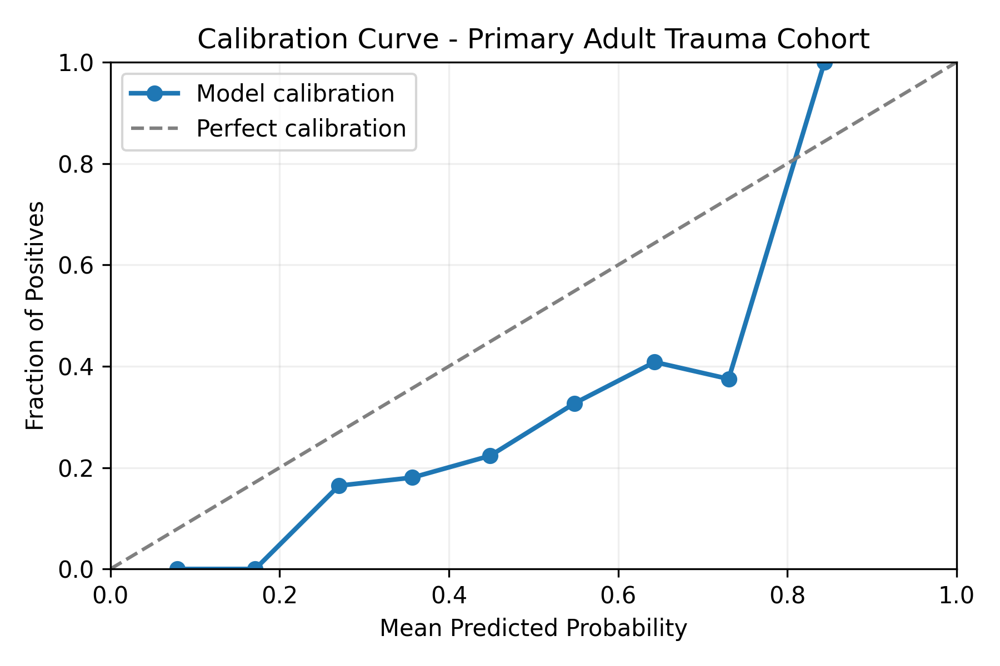 Calibration Curve - Primary Adult Trauma Cohort
Model calibration
Perfect calibration
Fraction of Positives
1.0
0.8
0.6
0.4
0.2
0.0
0.0 0.2 0.4 0.6 0.8 1.0
Mean Predicted Probability